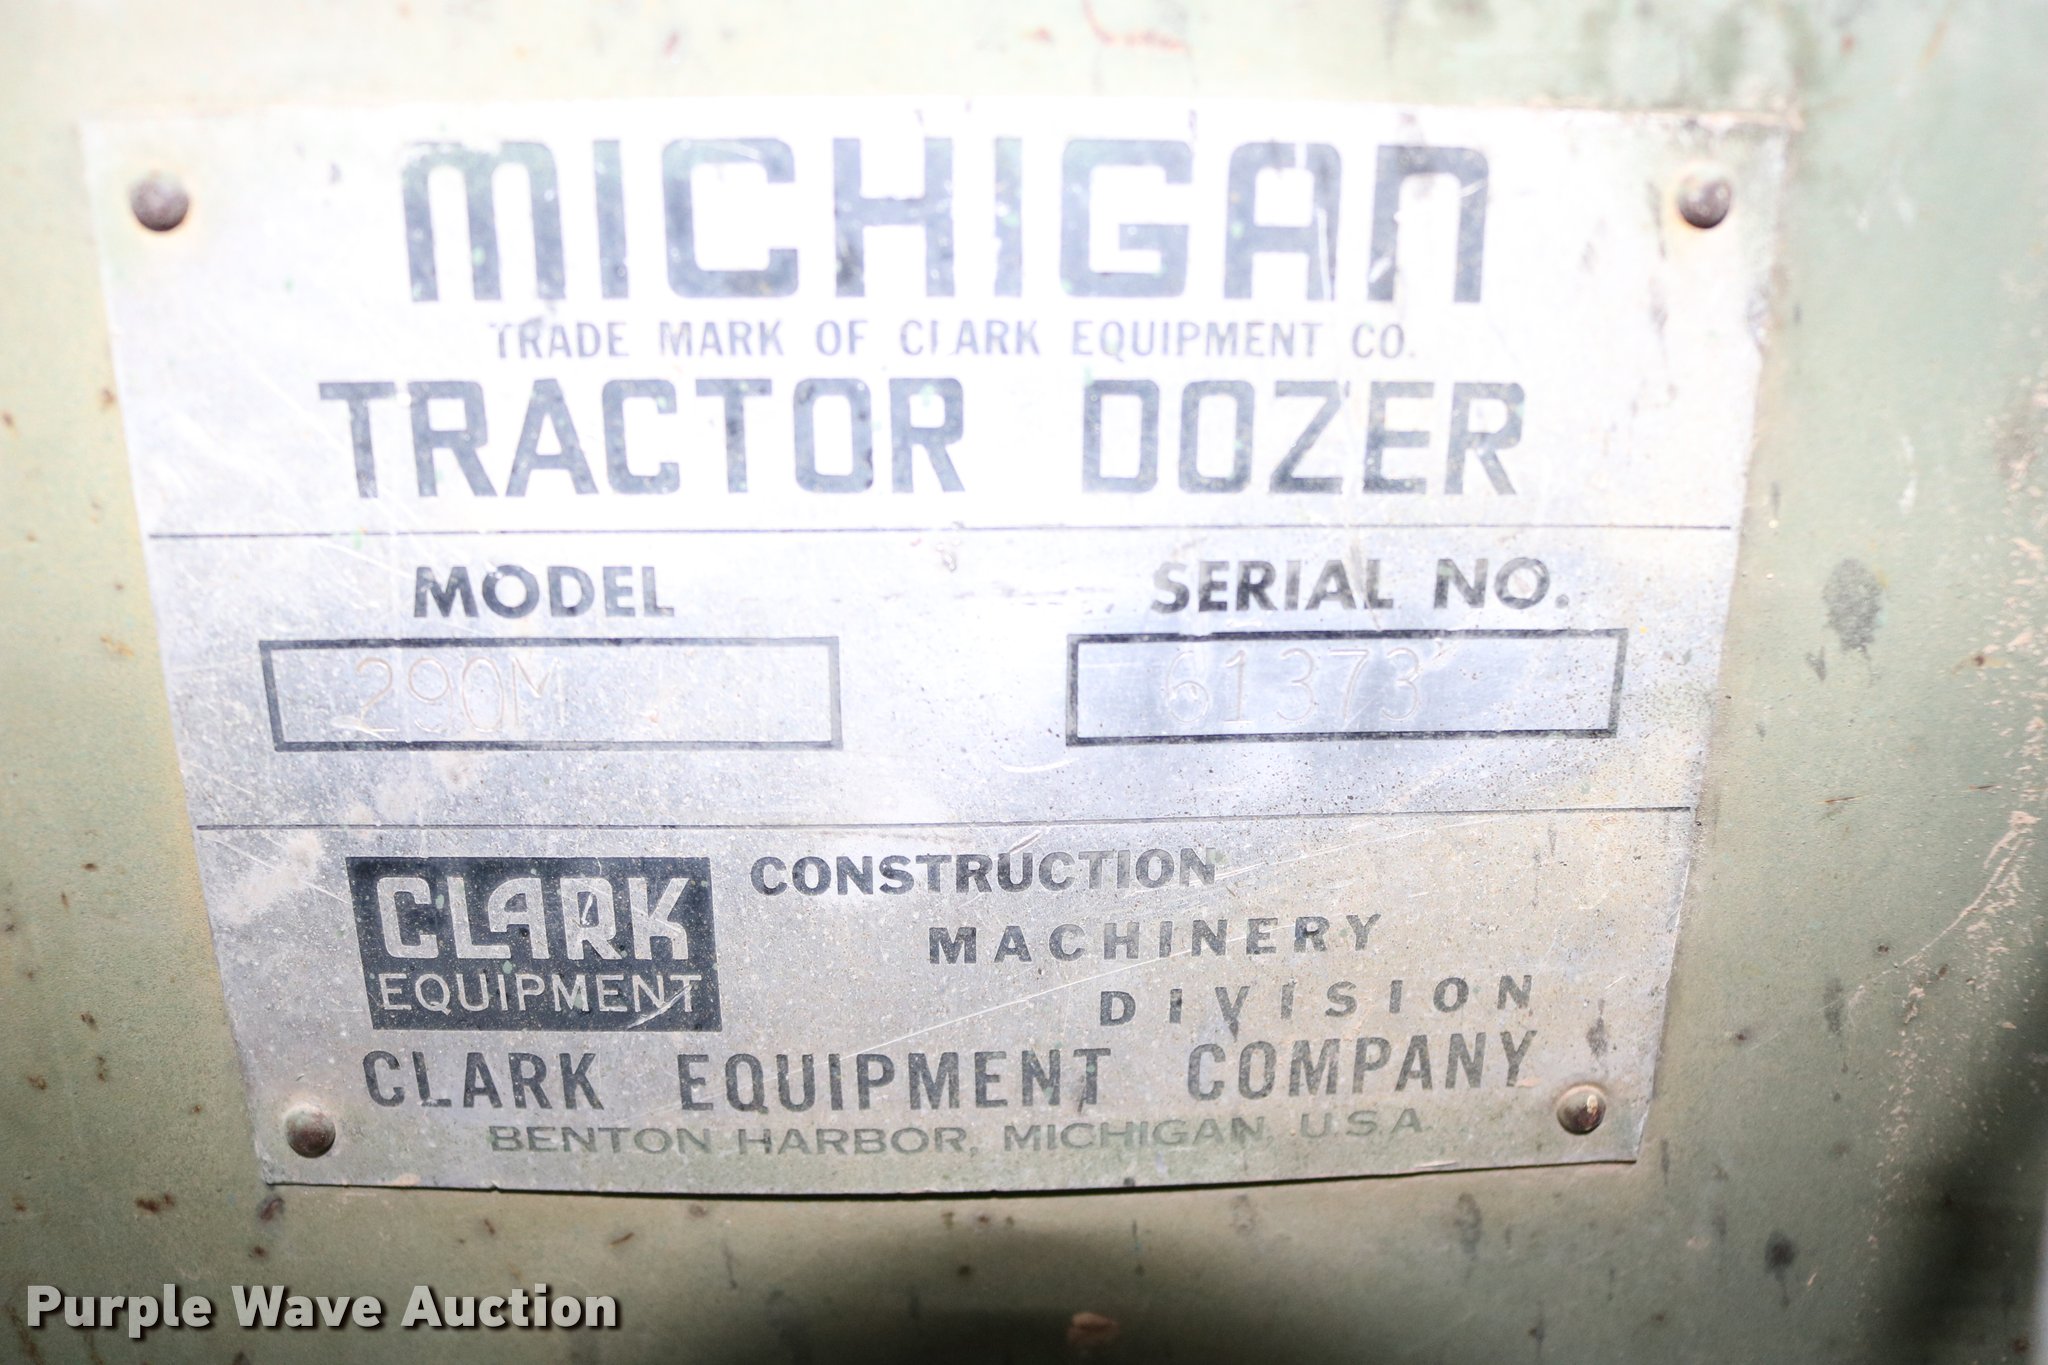 MICHIGAN
TRADE MARK OF CLARK EQUIPMENT CO.
TRACTOR DOZER
MODEL SERIAL NO.
290M 61373
CLARK EQUIPMENT
CONSTRUCTION
MACHINERY
DIVISION
CLARK EQUIPMENT COMPANY
BENTON HARBOR, MICHIGAN, U.S.A.
Purple Wave Auction